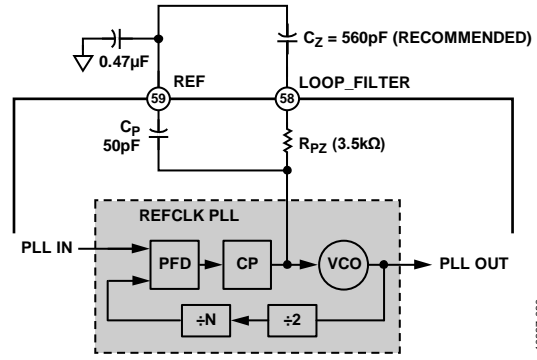 C_Z = 560pF (RECOMMENDED)
0.47µF
REF
LOOP_FILTER
59
58
C_P
50pF
R_PZ (3.5kΩ)
REFCLK PLL
PLL IN
PFD
CP
VCO
PLL OUT
÷N
÷2